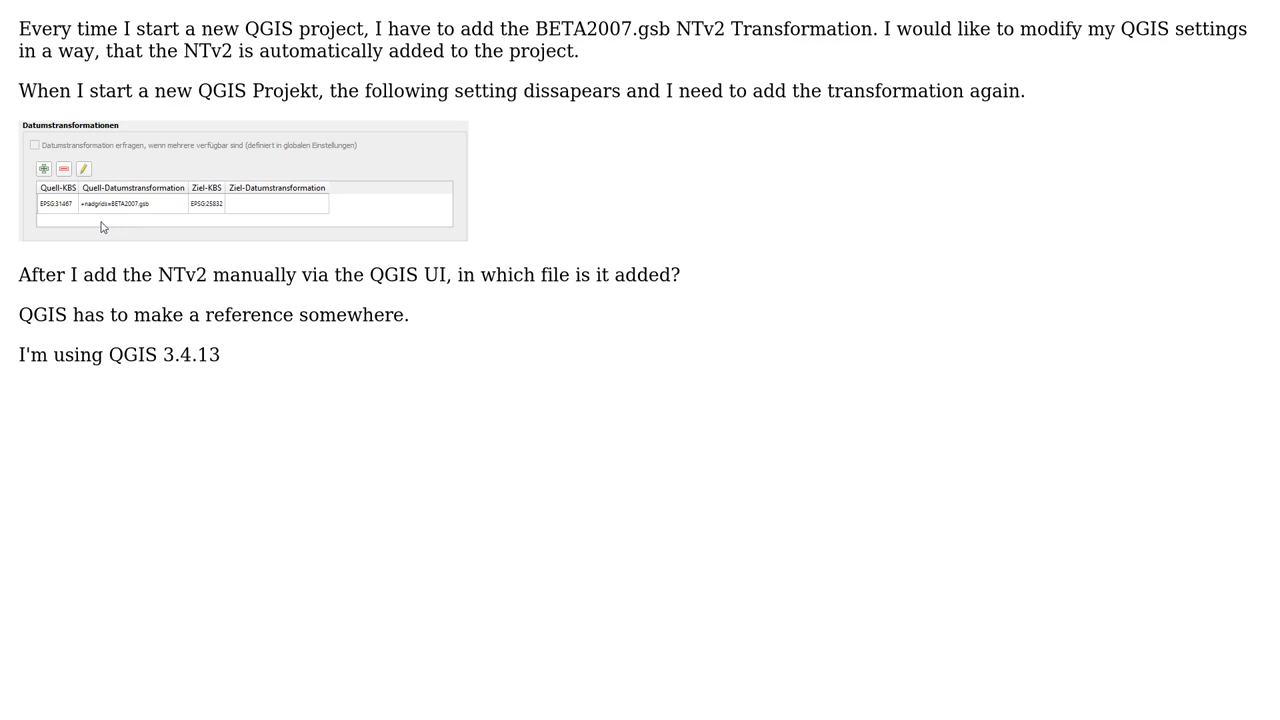 Every time I start a new QGIS project, I have to add the BETA2007.gsb NTv2 Transformation. I would like to modify my QGIS settings
in a way, that the NTv2 is automatically added to the project.
When I start a new QGIS Projekt, the following setting dissapears and I need to add the transformation again.
Datumstransformationen
Datumstransformation erfragen, wenn mehrere verfügbar sind (definiert in globalen Einstellungen)
Quell-KBS Quell-Datumstransformation Ziel-KBS Ziel-Datumstransformation
EPSG:31467 +nadgrids=BETA2007.gsb EPSG:25832
After I add the NTv2 manually via the QGIS UI, in which file is it added?
QGIS has to make a reference somewhere.
I'm using QGIS 3.4.13